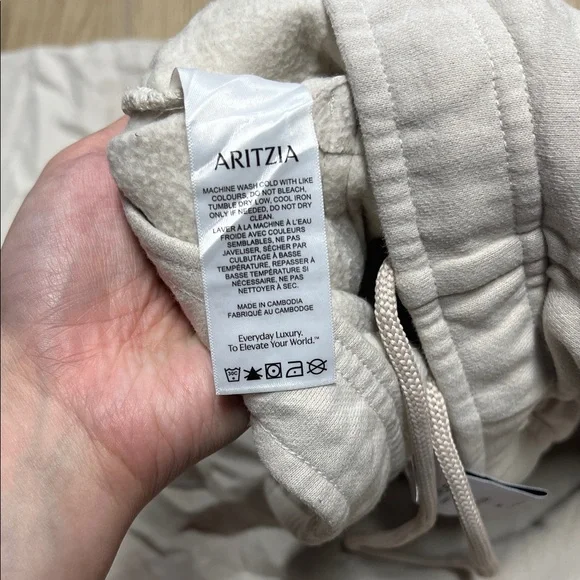 ARITZIA
MACHINE WASH COLD WITH LIKE
COLOURS, DO NOT BLEACH,
TUMBLE DRY LOW, COOL IRON
ONLY IF NEEDED, DO NOT DRY
CLEAN.
LAVER À LA MACHINE À L'EAU
FROIDE AVEC COULEURS
SEMBLABLES, NE PAS
JAVELISER, SÉCHER PAR
CULBUTAGE À BASSE
TEMPÉRATURE, REPASSER À
BASSE TEMPÉRATURE SI
NÉCESSAIRE, NE PAS
NETTOYER À SEC.
MADE IN CAMBODIA
FABRIQUÉ AU CAMBODGE
Everyday Luxury.
To Elevate Your World.™
30C